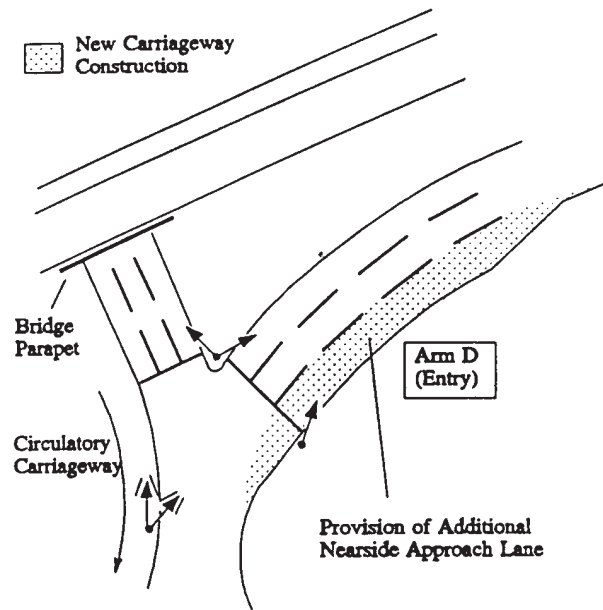 New Carriageway
Construction
Bridge
Parapet
Arm D
(Entry)
Circulatory
Carriageway
Provision of Additional
Nearside Approach Lane